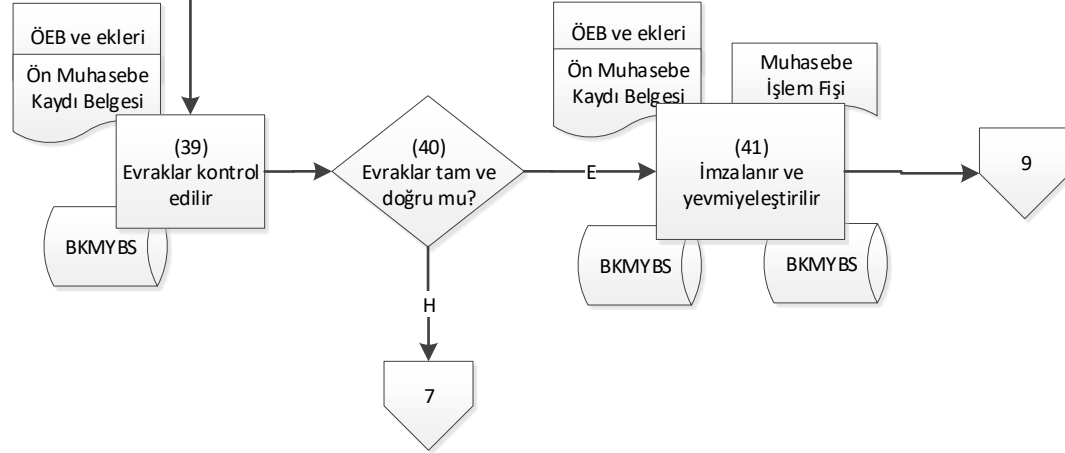 ÖEB ve ekleri
Ön Muhasebe
Kaydı Belgesi
(39)
Evraklar kontrol
edilir
BKMYBS
(40)
Evraklar tam ve
doğru mu?
E
H
7
ÖEB ve ekleri
Ön Muhasebe
Kaydı Belgesi
Muhasebe
İşlem Fişi
(41)
İmzalanır ve
yevmiyeleştirilir
BKMYBS
BKMYBS
9